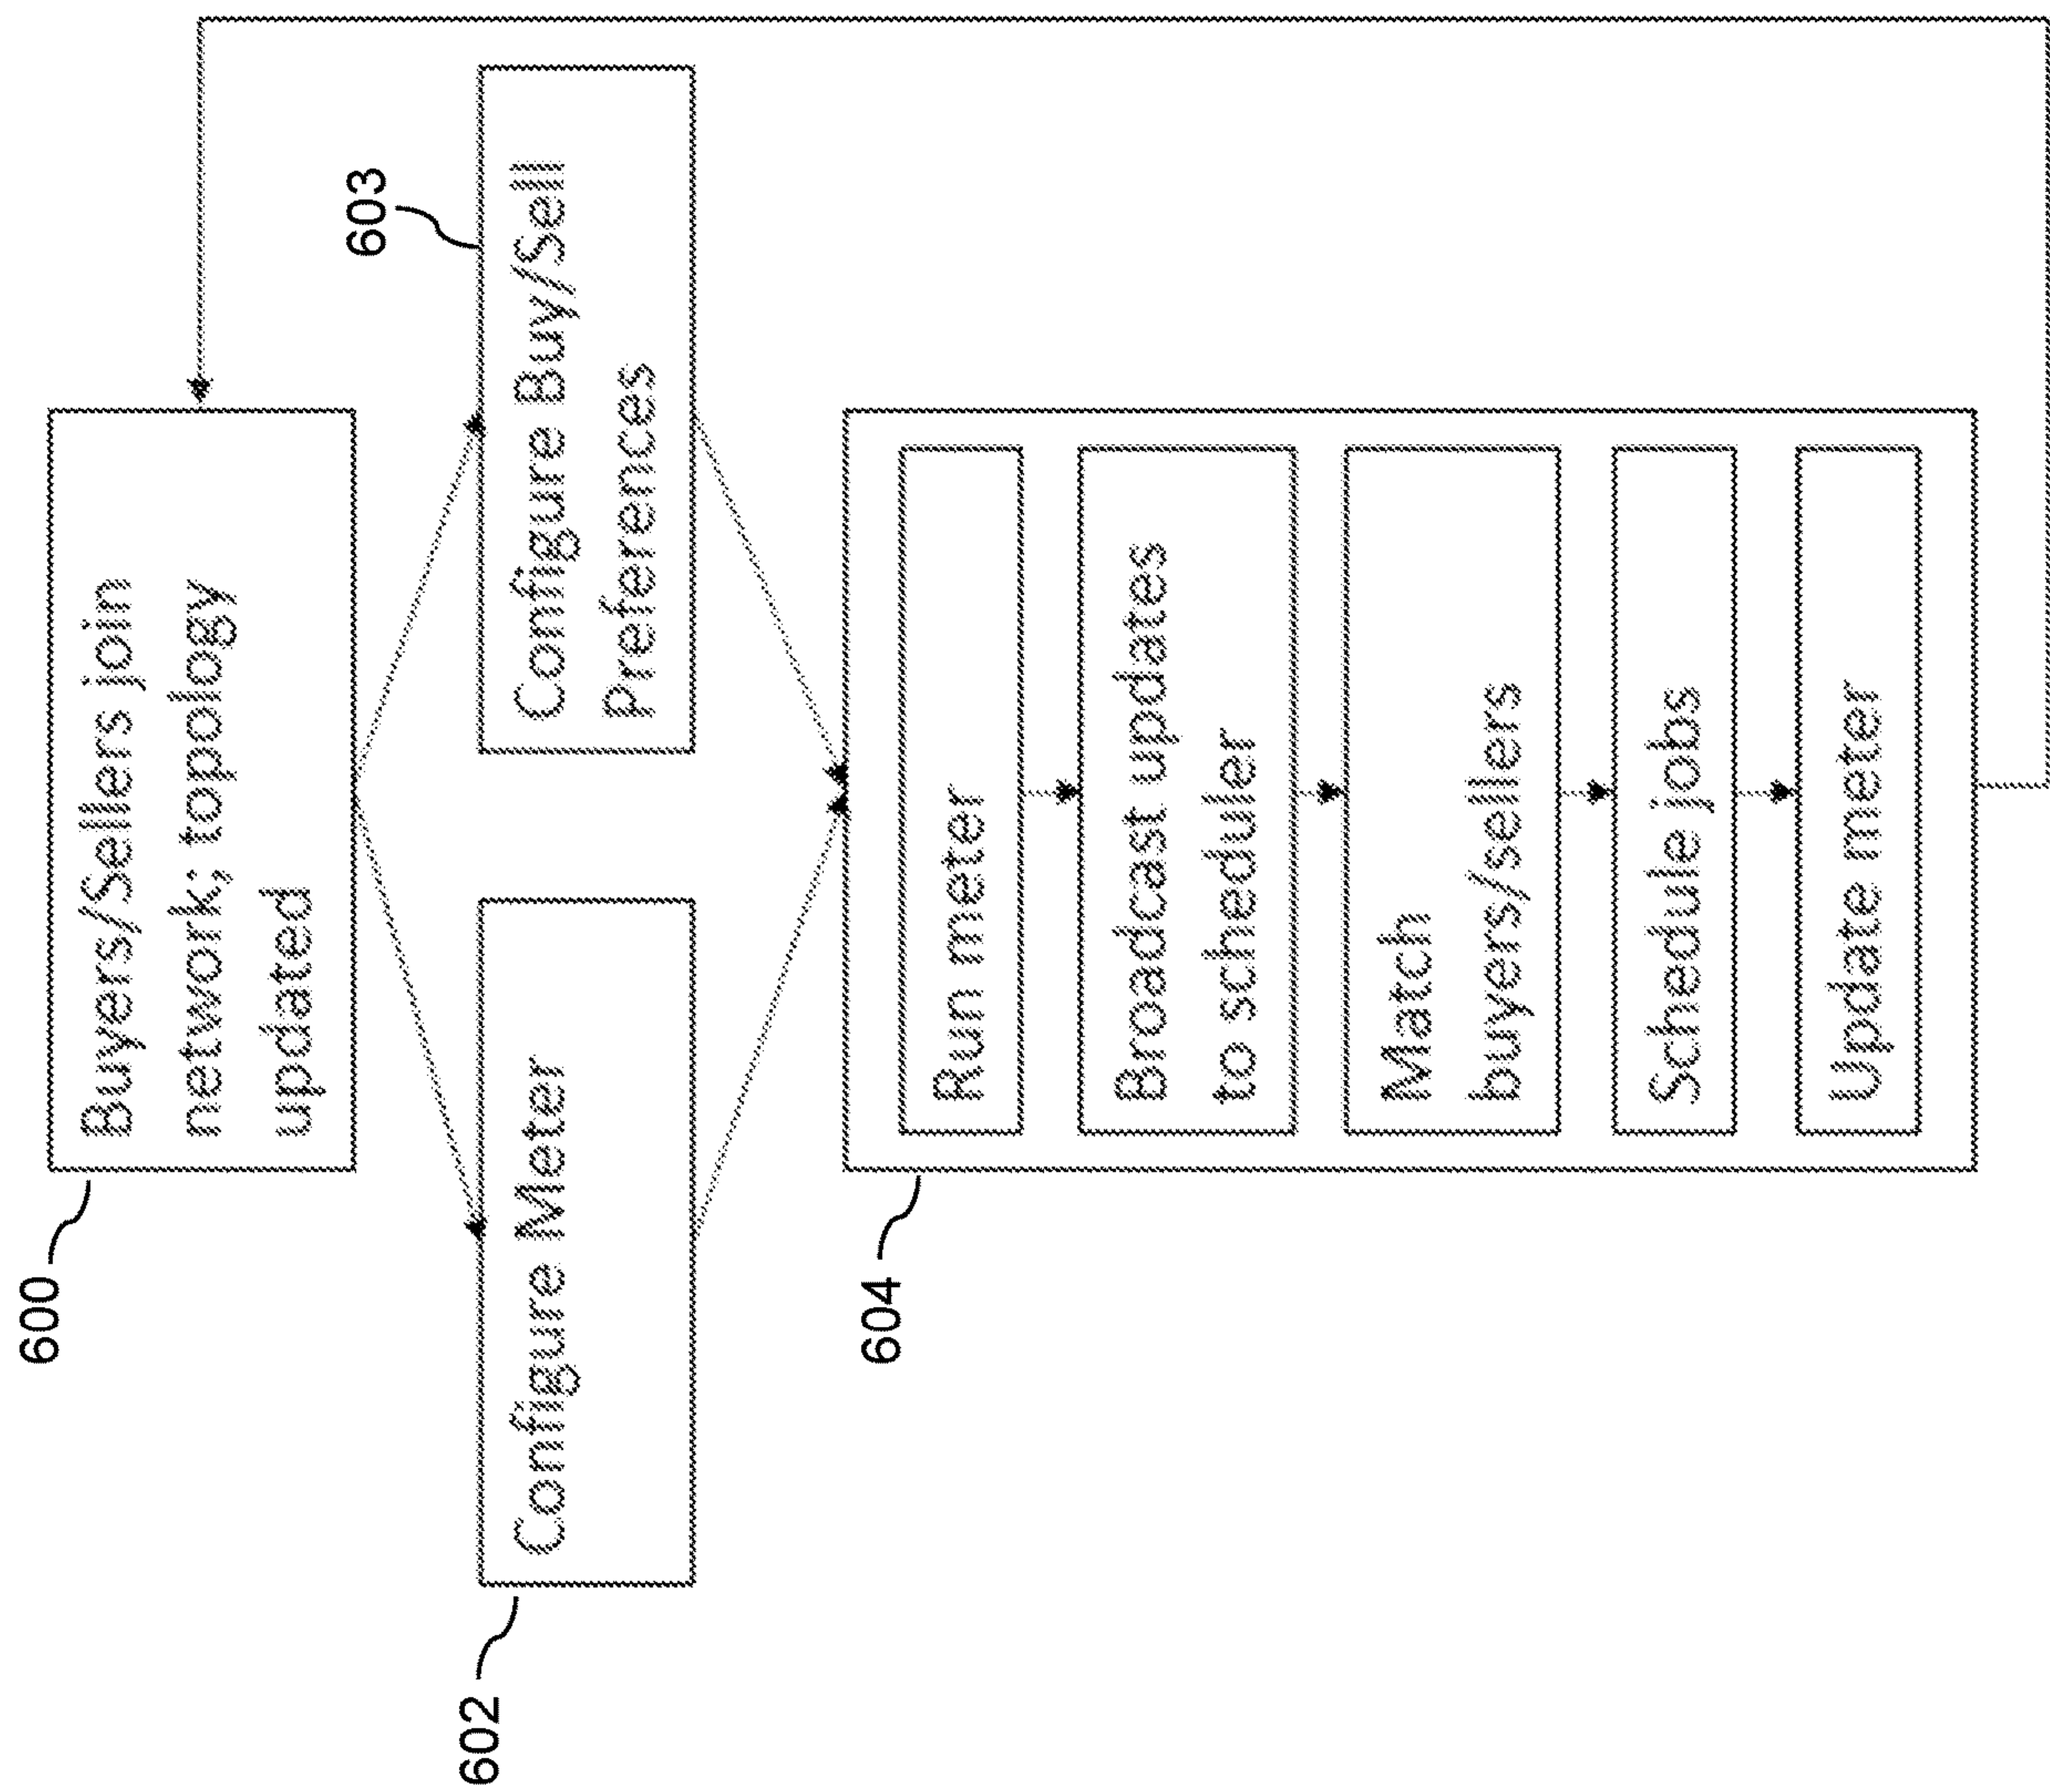 600
Buyers/Sellers join
network; topology
updated
602
Configure Meter
603
Configure Buy/Sell
Preferences
604
Run meter
Broadcast updates
to scheduler
Match
buyers/sellers
Schedule jobs
Update meter